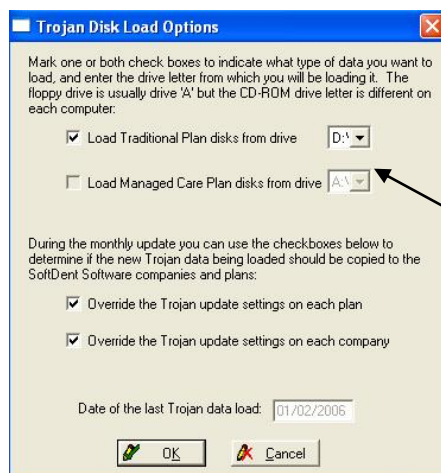 Trojan Disk Load Options
Mark one or both check boxes to indicate what type of data you want to
load, and enter the drive letter from which you will be loading it. The
floppy drive is usually drive 'A' but the CD-ROM drive letter is different on
each computer:
Load Traditional Plan disks from drive D:\
Load Managed Care Plan disks from drive A:\
During the monthly update you can use the checkboxes below to
determine if the new Trojan data being loaded should be copied to the
SoftDent Software companies and plans:
Override the Trojan update settings on each plan
Override the Trojan update settings on each company
Date of the last Trojan data load: 01/02/2006
OK Cancel